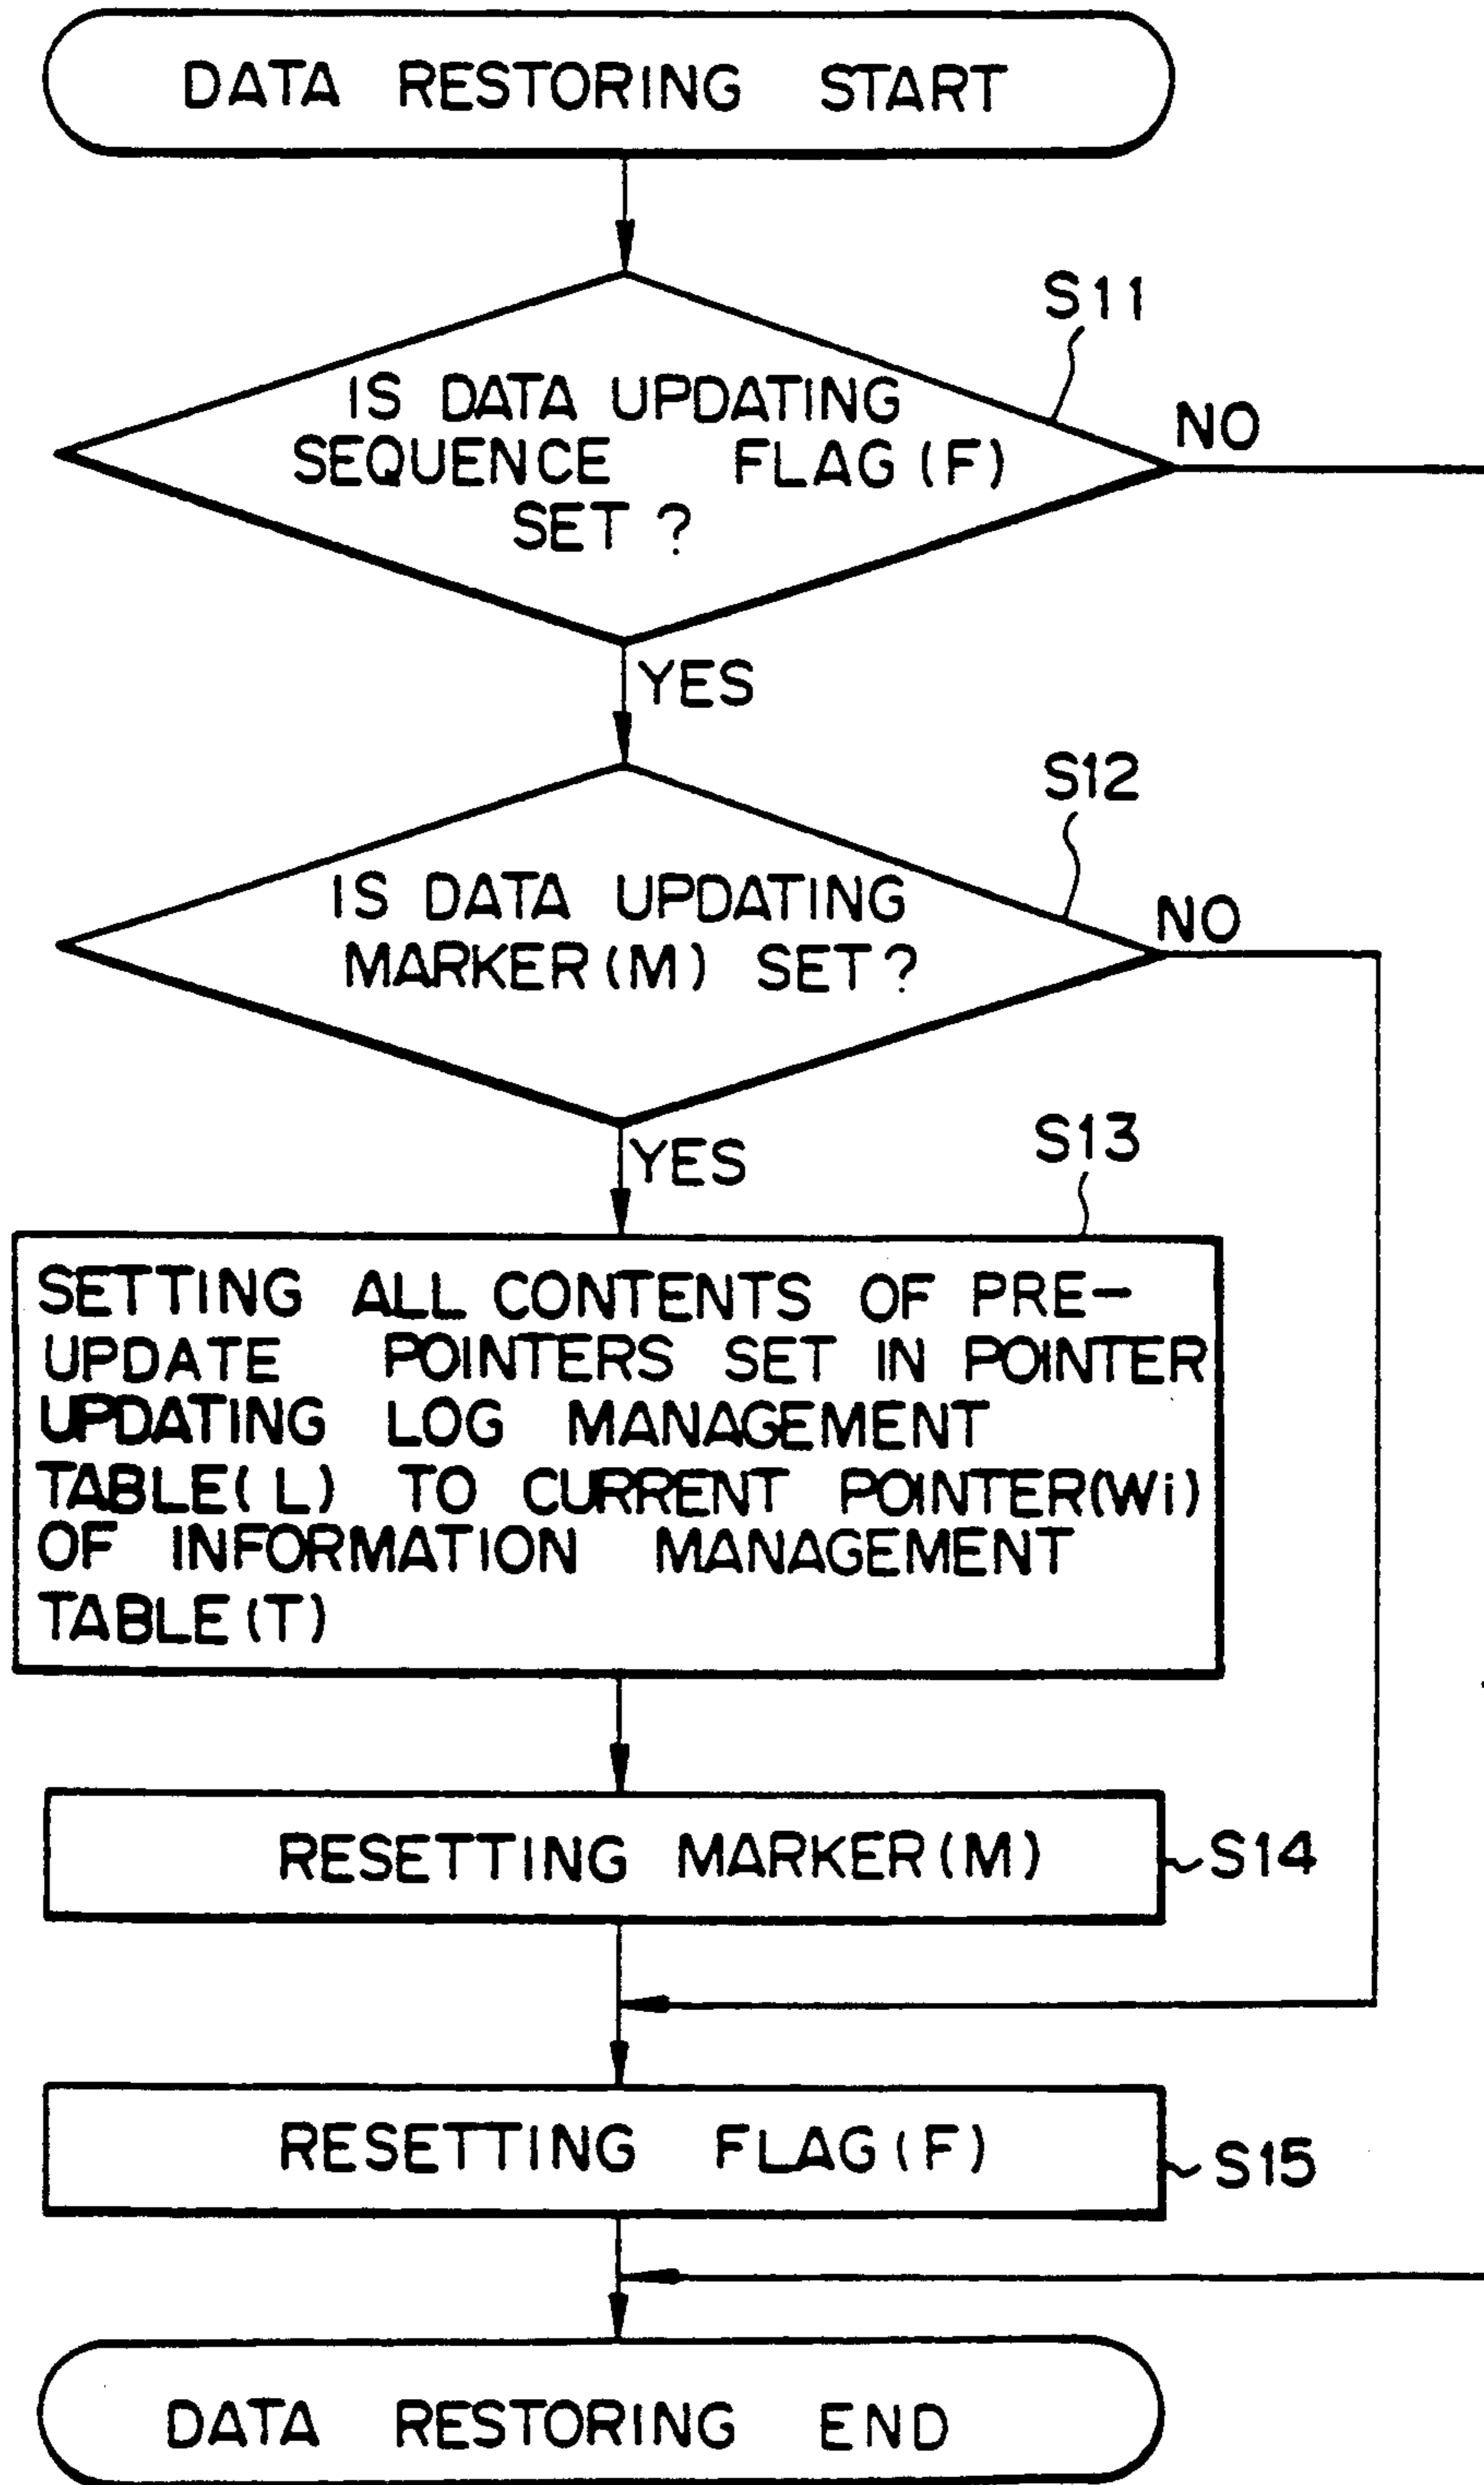 DATA RESTORING START
S11
IS DATA UPDATING
SEQUENCE FLAG(F)
SET ?
NO
YES
S12
IS DATA UPDATING
MARKER(M) SET?
NO
YES
S13
SETTING ALL CONTENTS OF PRE-
UPDATE POINTERS SET IN POINTER
UPDATING LOG MANAGEMENT
TABLE(L) TO CURRENT POINTER(Wi)
OF INFORMATION MANAGEMENT
TABLE(T)
RESETTING MARKER(M)
S14
RESETTING FLAG(F)
S15
DATA RESTORING END